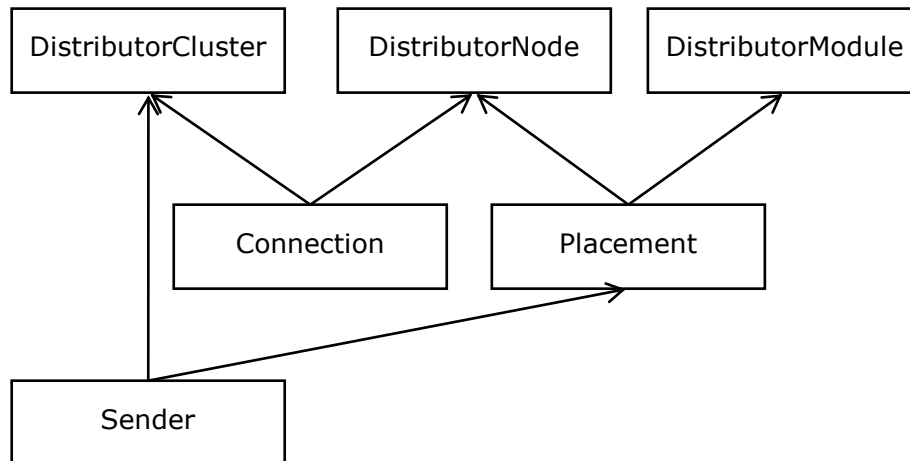 DistributorCluster
DistributorNode
DistributorModule
Connection
Placement
Sender